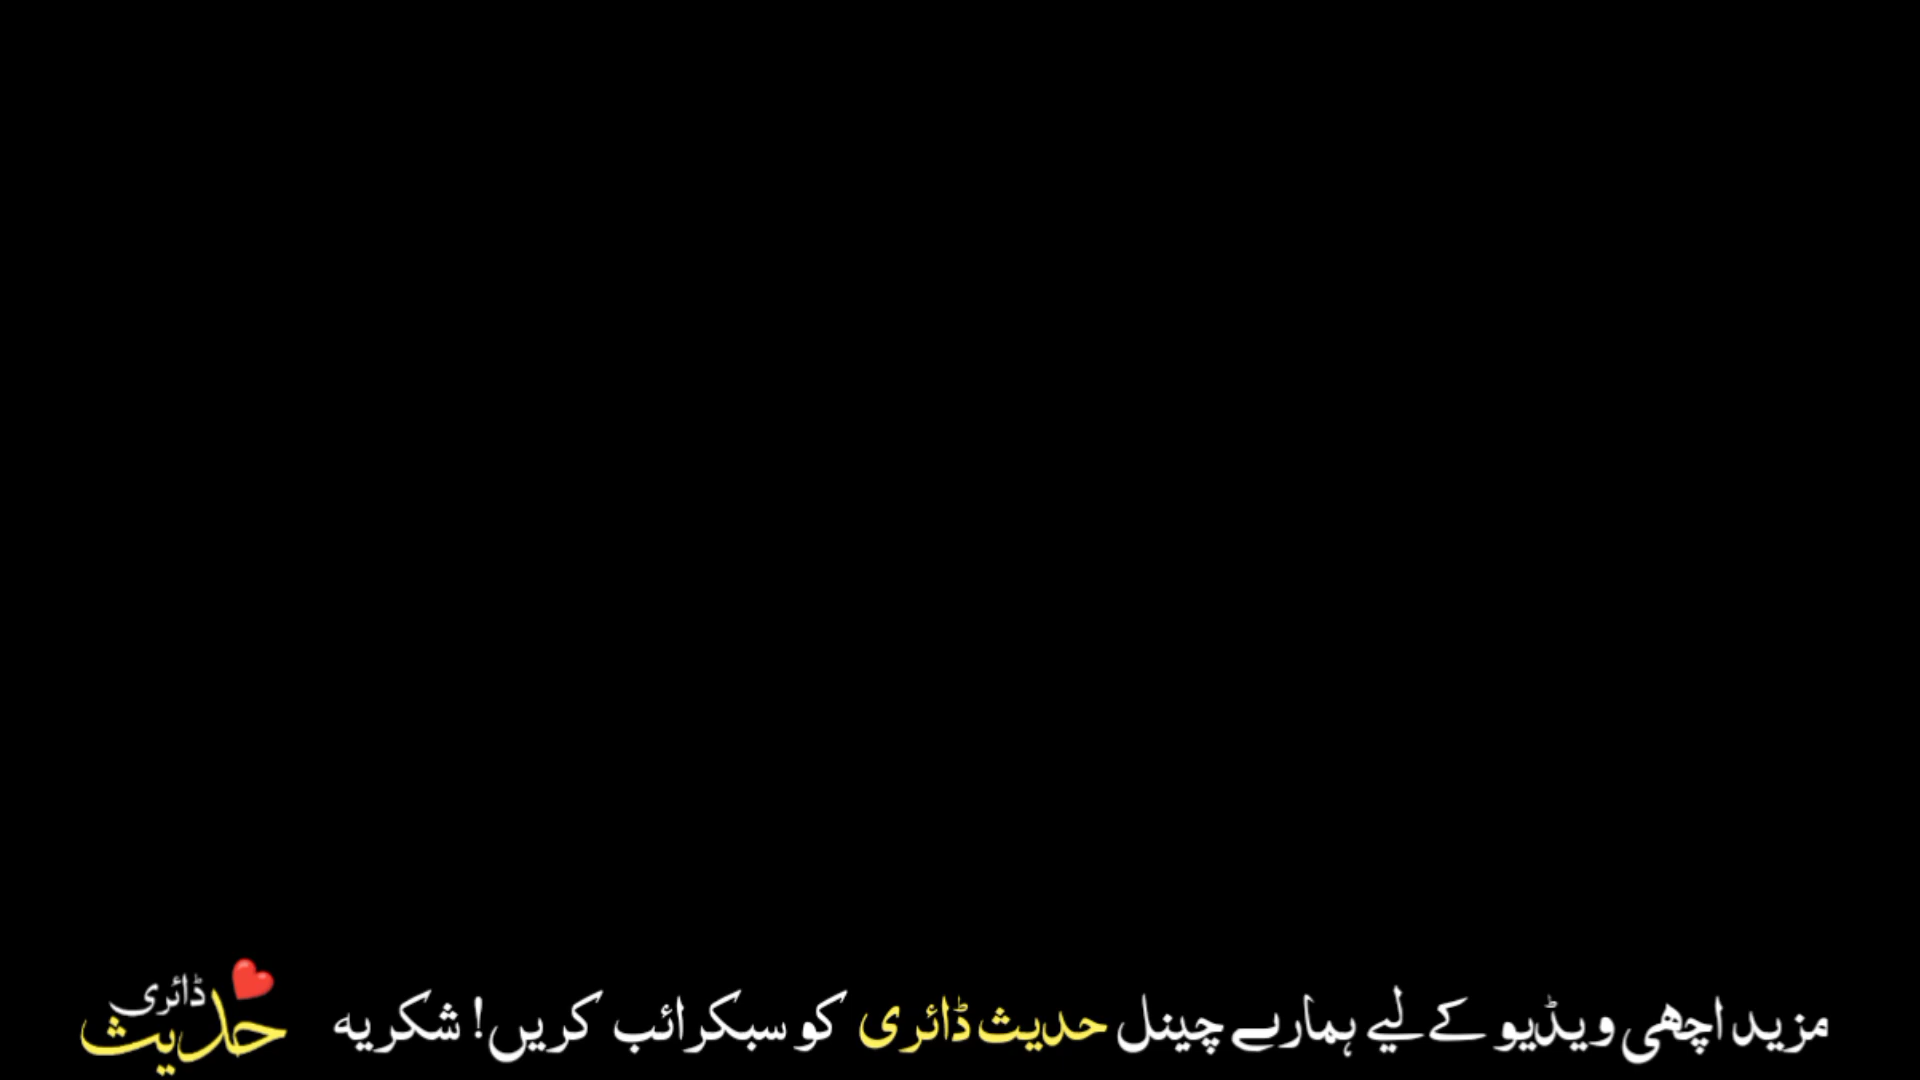 مزید اچھی ویڈیو کے لیے ہمارے چینل حدیث ڈائری کو سبکرائب کریں! شکریہ
ڈائری
حدیث